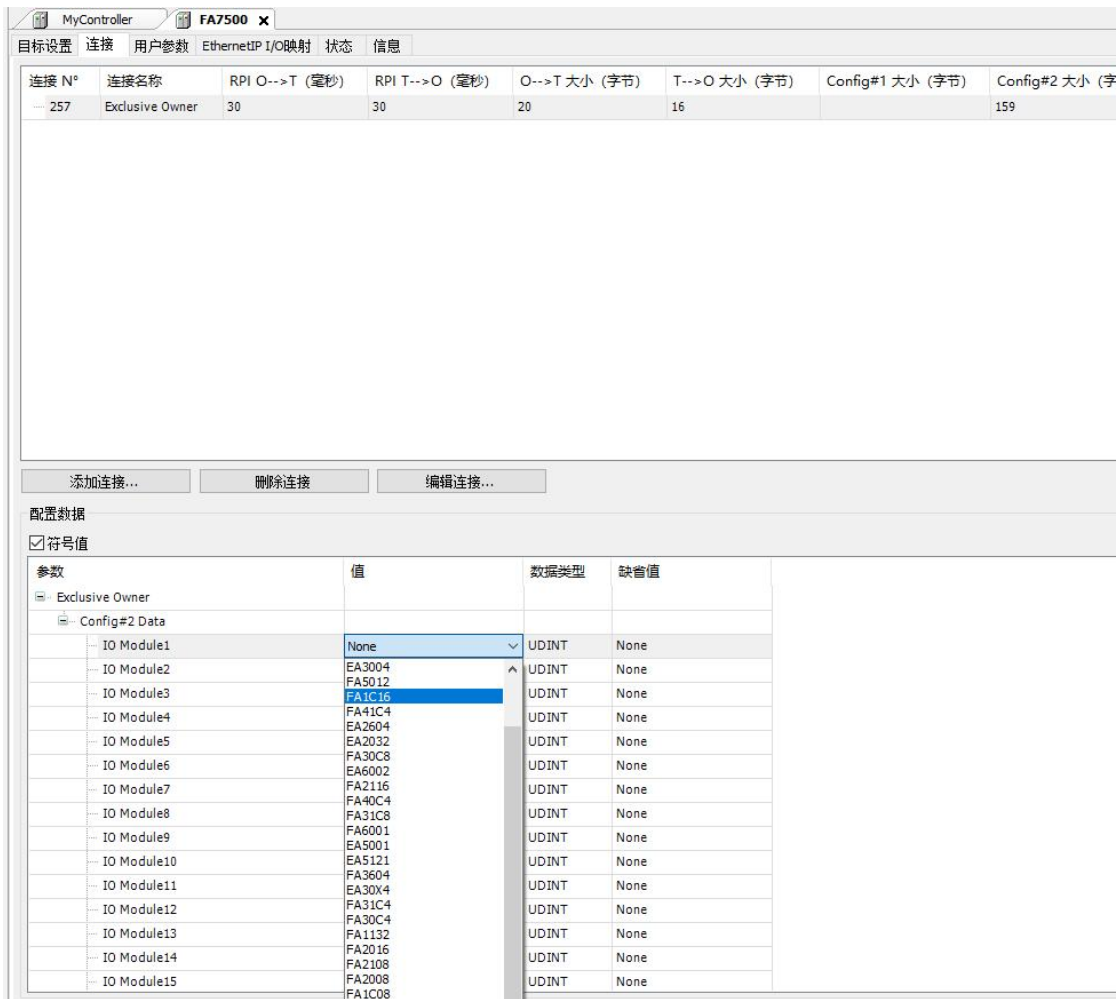 MyController FA7500 x
目标设置 连接 用户参数 EthernetIP I/O映射 状态 信息
连接 N° 连接名称 RPI O-->T (毫秒) RPI T-->O (毫秒) O-->T 大小 (字节) T-->O 大小 (字节) Config#1 大小 (字节) Config#2 大小 (字
257 Exclusive Owner 30 30 20 16 159
添加连接... 删除连接 编辑连接...
配置数据
符号值
参数 值 数据类型 缺省值
Exclusive Owner
Config#2 Data
IO Module1 None UDINT None
EA3004
IO Module2 UDINT None
FA5012
FA1C16
IO Module3 UDINT None
FA41C4
IO Module4 UDINT None
EA2604
EA2032
IO Module5 UDINT None
FA30C8
IO Module6 UDINT None
EA6002
FA2116
IO Module7 UDINT None
FA40C4
IO Module8 UDINT None
FA31C8
FA6001
IO Module9 UDINT None
EA5001
EA5121
IO Module10 UDINT None
FA3604
IO Module11 UDINT None
EA30X4
FA31C4
IO Module12 UDINT None
FA30C4
IO Module13 UDINT None
FA1132
FA2016
IO Module14 UDINT None
FA2108
IO Module15 UDINT None
FA2008
FA1C08